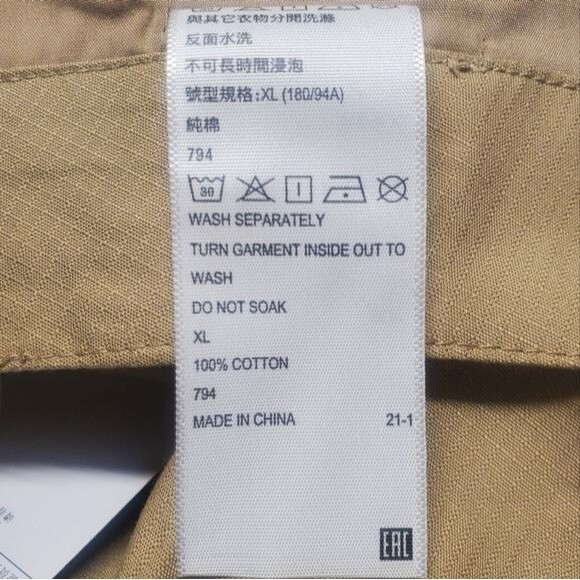 與其它衣物分開洗滌
反面水洗
不可長時間浸泡
號型規格:XL (180/94A)
純棉
794
30
WASH SEPARATELY
TURN GARMENT INSIDE OUT TO
WASH
DO NOT SOAK
XL
100% COTTON
794
MADE IN CHINA 21-1
EAC